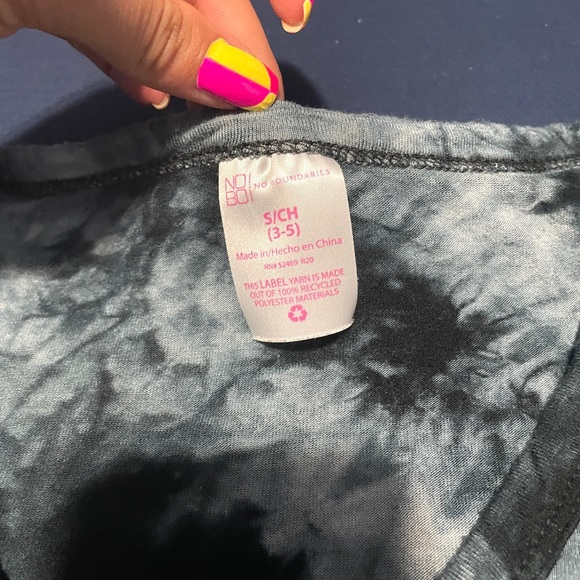 NO!
BO! NO BOUNDARIES
S/CH
(3-5)
Made in/Hecho en China
RN# 52469 R20
THIS LABEL YARN IS MADE
OUT OF 100% RECYCLED
POLYESTER MATERIALS